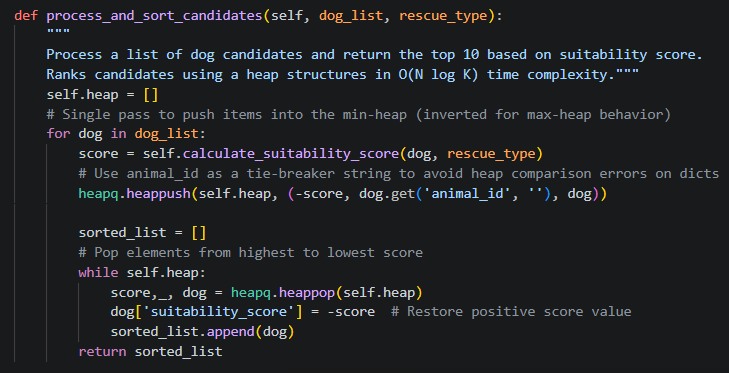 def process_and_sort_candidates(self, dog_list, rescue_type):
    """
    Process a list of dog candidates and return the top 10 based on suitability score.
    Ranks candidates using a heap structures in O(N log K) time complexity."""
    self.heap = []
    # Single pass to push items into the min-heap (inverted for max-heap behavior)
    for dog in dog_list:
        score = self.calculate_suitability_score(dog, rescue_type)
        # Use animal_id as a tie-breaker string to avoid heap comparison errors on dicts
        heapq.heappush(self.heap, (-score, dog.get('animal_id', ''), dog))

        sorted_list = []
        # Pop elements from highest to lowest score
        while self.heap:
            score,_, dog = heapq.heappop(self.heap)
            dog['suitability_score'] = -score  # Restore positive score value
            sorted_list.append(dog)
        return sorted_list